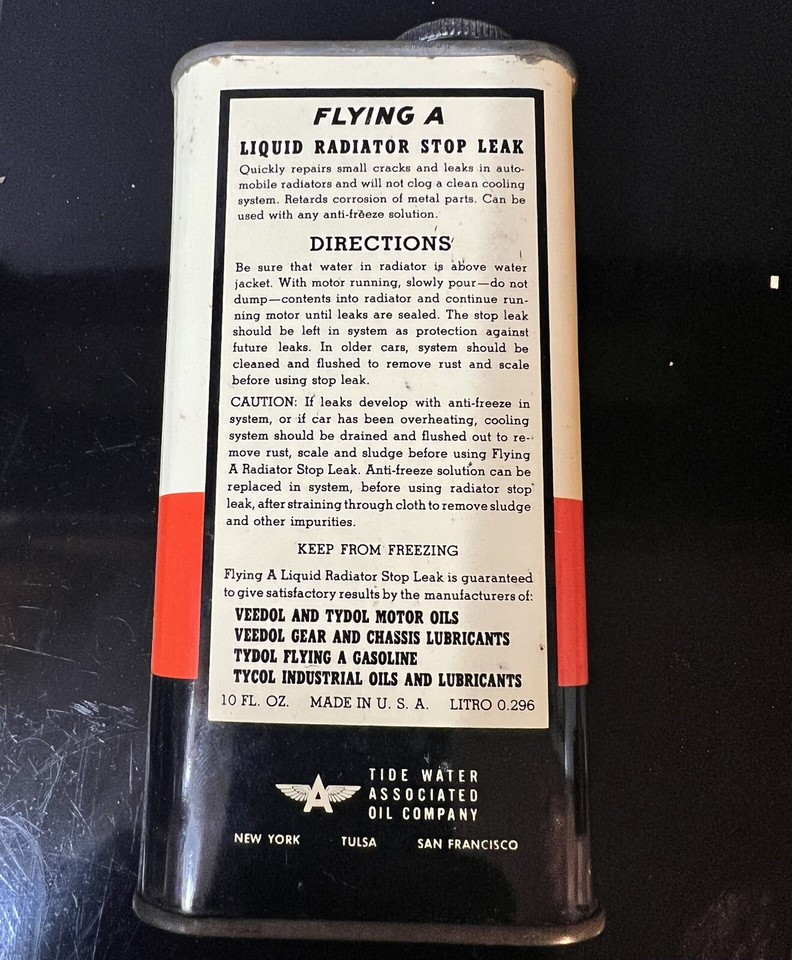 FLYING A
LIQUID RADIATOR STOP LEAK
Quickly repairs small cracks and leaks in auto-
mobile radiators and will not clog a clean cooling
system. Retards corrosion of metal parts. Can be
used with any anti-freeze solution.
DIRECTIONS
Be sure that water in radiator is above water
jacket. With motor running, slowly pour—do not
dump—contents into radiator and continue run-
ning motor until leaks are sealed. The stop leak
should be left in system as protection against
future leaks. In older cars, system should be
cleaned and flushed to remove rust and scale
before using stop leak.
CAUTION: If leaks develop with anti-freeze in
system, or if car has been overheating, cooling
system should be drained and flushed out to re-
move rust, scale and sludge before using Flying
A Radiator Stop Leak. Anti-freeze solution can be
replaced in system, before using radiator stop
leak, after straining through cloth to remove sludge
and other impurities.
KEEP FROM FREEZING
Flying A Liquid Radiator Stop Leak is guaranteed
to give satisfactory results by the manufacturers of:
VEEDOL AND TYDOL MOTOR OILS
VEEDOL GEAR AND CHASSIS LUBRICANTS
TYDOL FLYING A GASOLINE
TYCOL INDUSTRIAL OILS AND LUBRICANTS
10 FL. OZ. MADE IN U. S. A. LITRO 0.296
A
TIDE WATER
ASSOCIATED
OIL COMPANY
NEW YORK TULSA SAN FRANCISCO